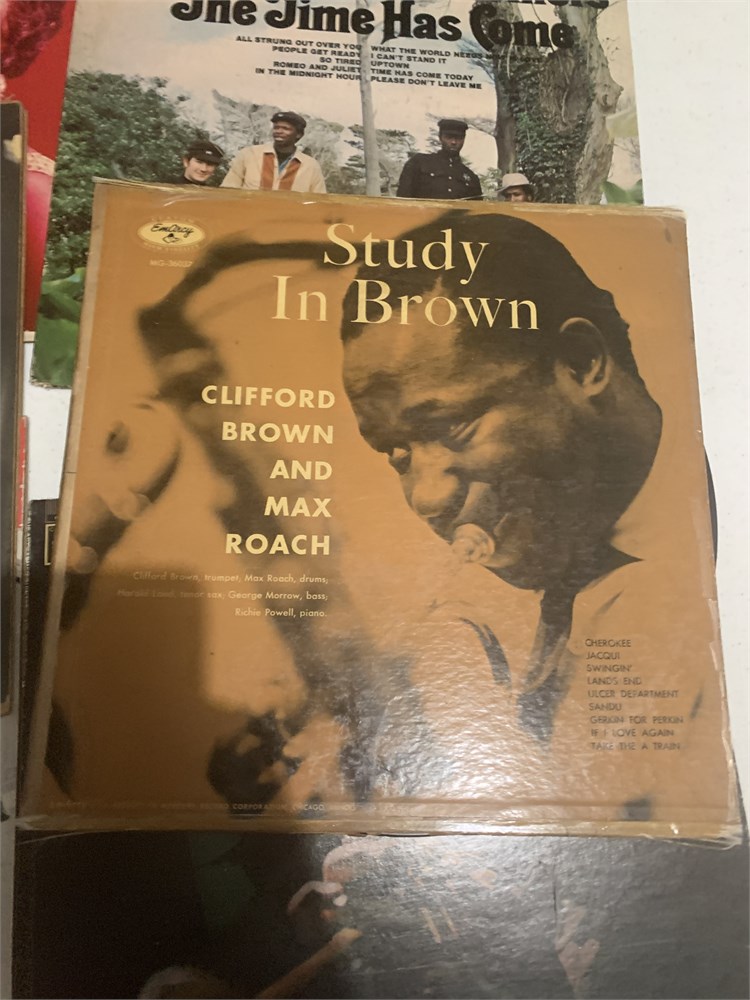 The Time Has Come
ALL STRUNG OUT OVER YOU WHAT THE WORLD NEEDS
PEOPLE GET READY I CAN'T STAND IT
SO TIRED UPTOWN
ROMEO AND JULIET TIME HAS COME TODAY
IN THE MIDNIGHT HOUR PLEASE DON'T LEAVE ME
EmArcy
MG-36037
Study
In Brown
CLIFFORD
BROWN
AND
MAX
ROACH
Clifford Brown, trumpet; Max Roach, drums;
Harold Land, tenor sax; George Morrow, bass;
Richie Powell, piano.
CHEROKEE
JACQUI
SWINGIN'
LANDS END
ULCER DEPARTMENT
SANDU
GERKIN FOR PERKIN
IF I LOVE AGAIN
TAKE THE A TRAIN